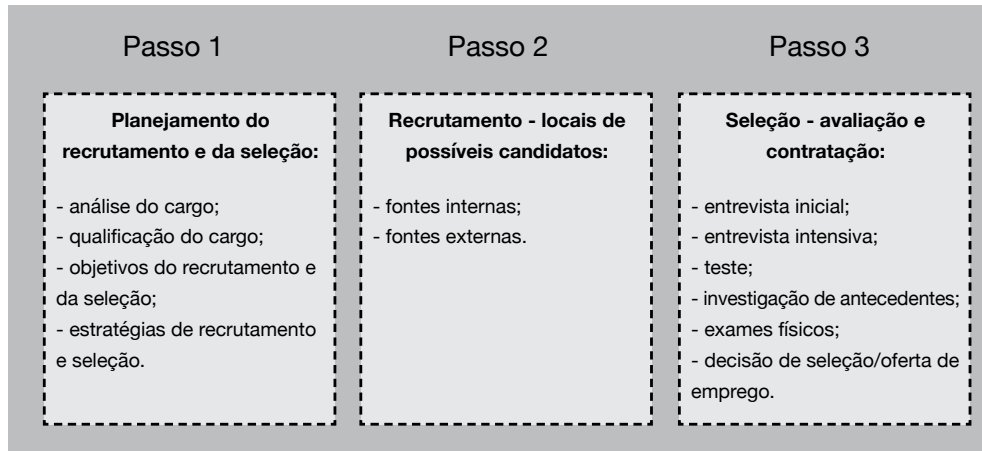 Passo 1
Planejamento do
recrutamento e da seleção:
- análise do cargo;
- qualificação do cargo;
- objetivos do recrutamento e
da seleção;
- estratégias de recrutamento
e seleção.
Passo 2
Recrutamento - locais de
possíveis candidatos:
- fontes internas;
- fontes externas.
Passo 3
Seleção - avaliação e
contratação:
- entrevista inicial;
- entrevista intensiva;
- teste;
- investigação de antecedentes;
- exames físicos;
- decisão de seleção/oferta de
emprego.